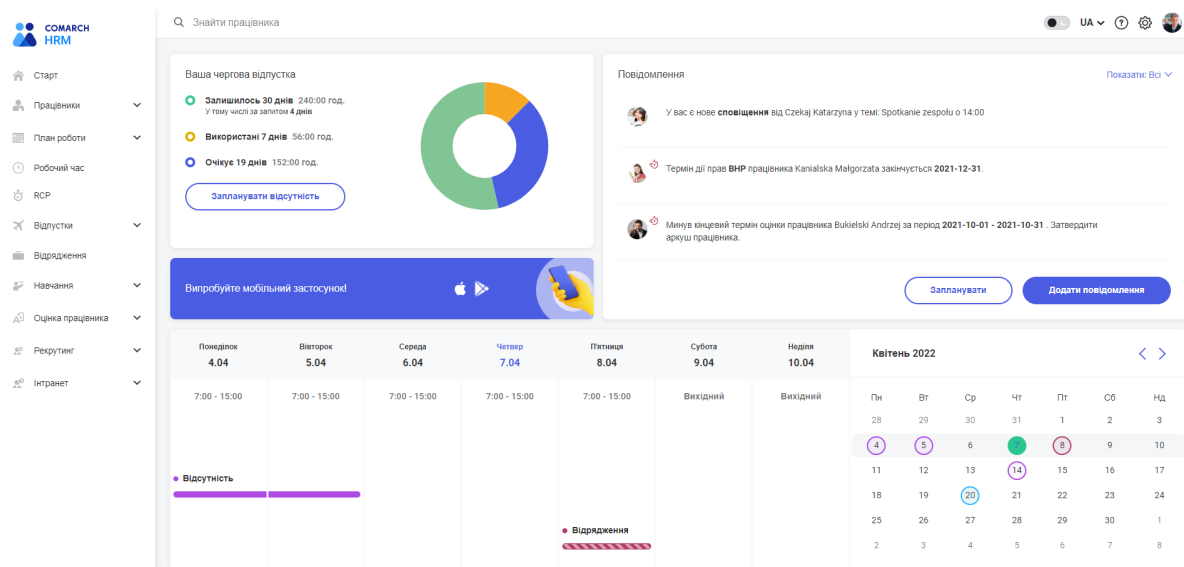 COMARCH
HRM
Знайти працівника
UA
Старт
Працівники
План роботи
Робочий час
RCP
Відпустки
Відрядження
Навчання
Оцінка працівника
Рекрутинг
Інтранет
Ваша чергова відпустка
Залишилось 30 днів 240:00 год.
У тому числі за запитом 4 днів
Використані 7 днів 56:00 год.
Очікує 19 днів 152:00 год.
Запланувати відсутність
Випробуйте мобільний застосунок!
Повідомлення
Показати: Всі
У вас є нове сповіщення від Czekaj Katarzyna у темі: Spotkanie zespołu o 14:00
Термін дії прав BHP працівника Kanialska Małgorzata закінчується 2021-12-31.
Минув кінцевий термін оцінки працівника Bukielski Andrzej за період 2021-10-01 - 2021-10-31 . Затвердити
аркуш працівника.
Запланувати
Додати повідомлення
Понеділок Вівторок Середа Четвер П'ятниця Субота Неділя
4.04 5.04 6.04 7.04 8.04 9.04 10.04
7:00 - 15:00 7:00 - 15:00 7:00 - 15:00 7:00 - 15:00 7:00 - 15:00 Вихідний Вихідний
Відсутність
Відрядження
Квітень 2022
Пн Вт Ср Чт Пт Сб Нд
28 29 30 31 1 2 3
4 5 6 7 8 9 10
11 12 13 14 15 16 17
18 19 20 21 22 23 24
25 26 27 28 29 30 1
2 3 4 5 6 7 8